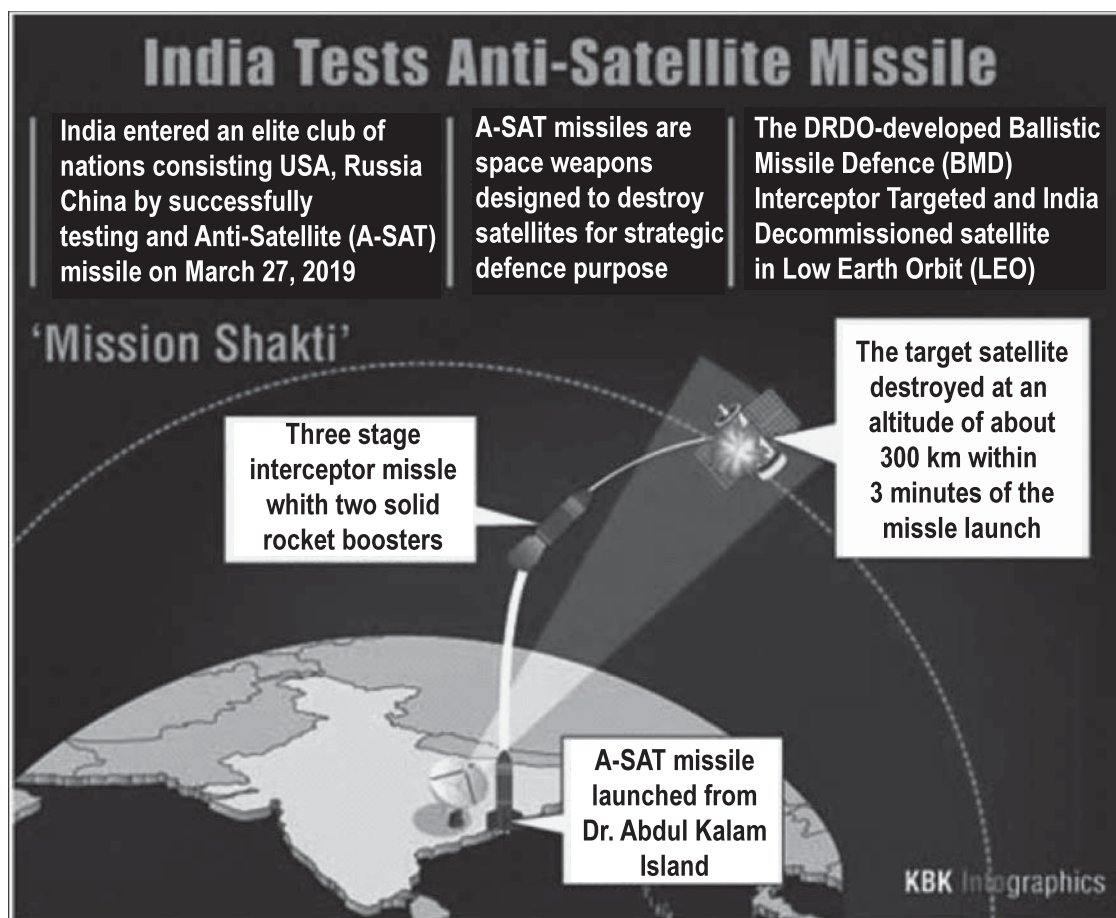 India Tests Anti-Satellite Missile
India entered an elite club of
nations consisting USA, Russia
China by successfully
testing and Anti-Satellite (A-SAT)
missile on March 27, 2019
A-SAT missiles are
space weapons
designed to destroy
satellites for strategic
defence purpose
The DRDO-developed Ballistic
Missile Defence (BMD)
Interceptor Targeted and India
Decommissioned satellite
in Low Earth Orbit (LEO)
‘Mission Shakti’
The target satellite
destroyed at an
altitude of about
300 km within
3 minutes of the
missle launch
Three stage
interceptor missle
whith two solid
rocket boosters
A-SAT missile
launched from
Dr. Abdul Kalam
Island
KBK Infographics